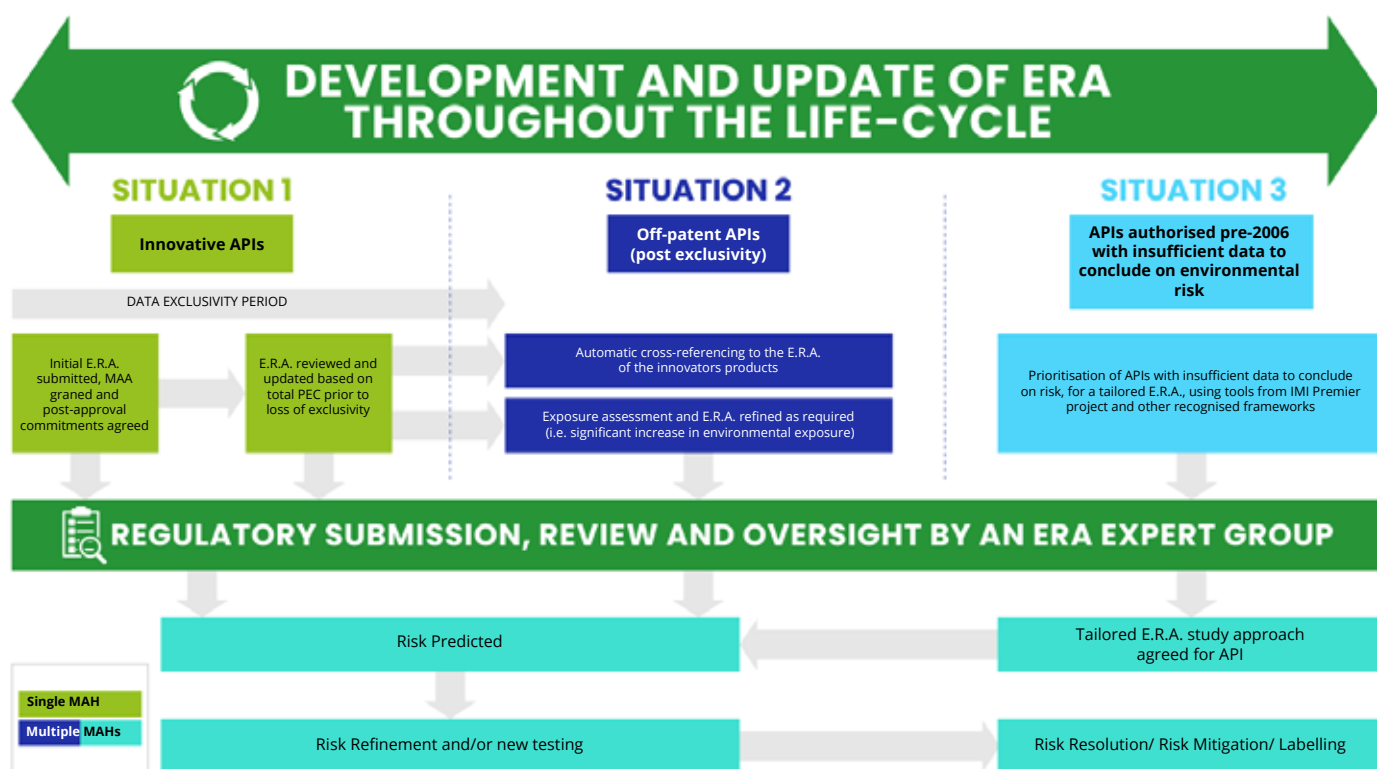 DEVELOPMENT AND UPDATE OF ERA
THROUGHOUT THE LIFE-CYCLE
SITUATION 1
SITUATION 2
SITUATION 3
Innovative APIs
Off-patent APIs
(post exclusivity)
APIs authorised pre-2006
with insufficient data to
conclude on environmental
risk
DATA EXCLUSIVITY PERIOD
Initial E.R.A.
submitted, MAA
graned and
post-approval
commitments agreed
E.R.A. reviewed and
updated based on
total PEC prior to
loss of exclusivity
Automatic cross-referencing to the E.R.A.
of the innovators products
Exposure assessment and E.R.A. refined as required
(i.e. significant increase in environmental exposure)
Prioritisation of APIs with insufficient data to conclude
on risk, for a tailored E.R.A., using tools from IMI Premier
project and other recognised frameworks
REGULATORY SUBMISSION, REVIEW AND OVERSIGHT BY AN ERA EXPERT GROUP
Risk Predicted
Tailored E.R.A. study approach
agreed for API
Single MAH
Multiple MAHs
Risk Refinement and/or new testing
Risk Resolution/ Risk Mitigation/ Labelling